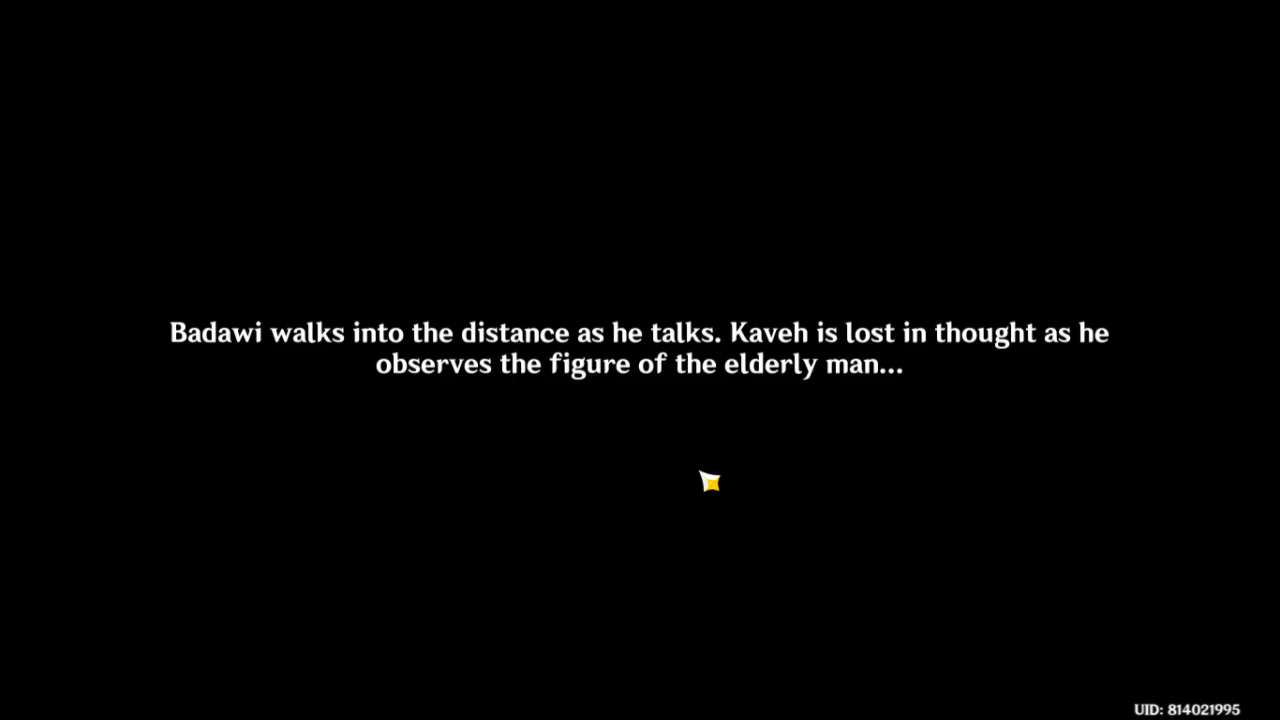 Badawi walks into the distance as he talks. Kaveh is lost in thought as he
observes the figure of the elderly man...
UID: 814021995